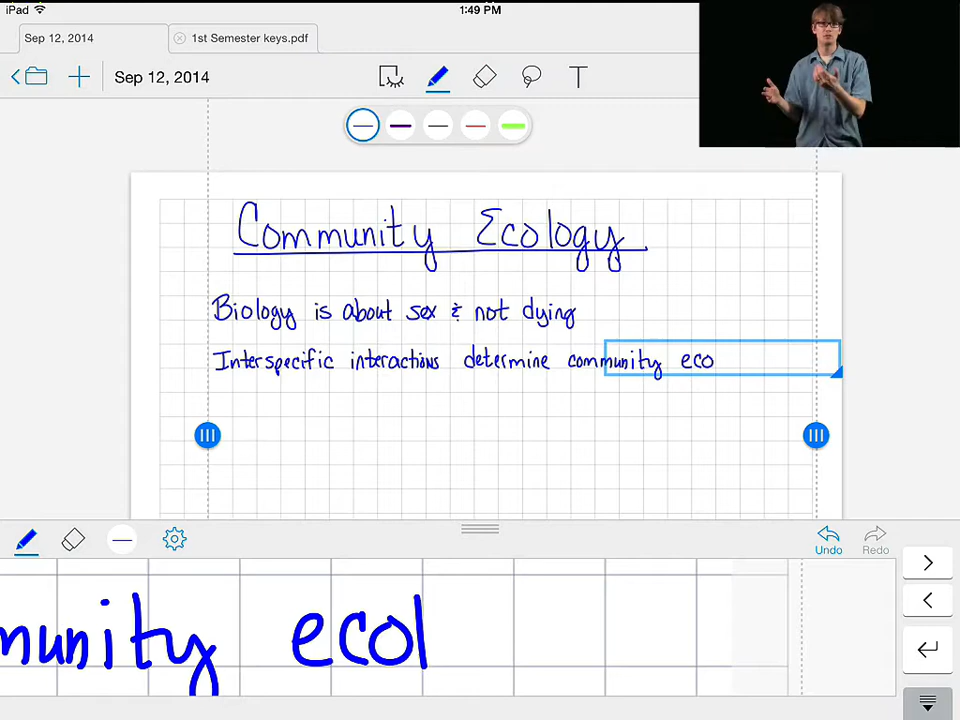 iPad 1:49 PM
Sep 12, 2014 1st Semester keys.pdf
Sep 12, 2014 T
Community Ecology
Biology is about sex & not dying
Interspecific interactions determine community eco
Undo Redo
munity ecol